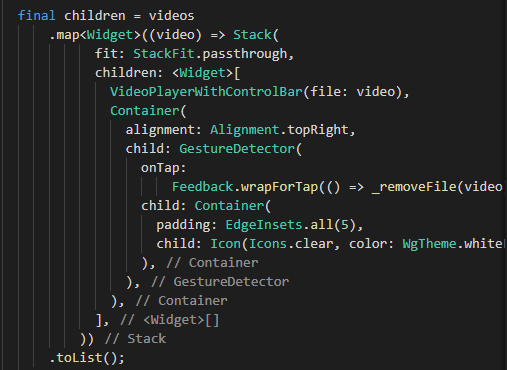 final children = videos
.map<Widget>((video) => Stack(
fit: StackFit.passthrough,
children: <Widget>[
VideoPlayerWithControlBar(file: video),
Container(
alignment: Alignment.topRight,
child: GestureDetector(
onTap:
Feedback.wrapForTap(() => _removeFile(video
child: Container(
padding: EdgeInsets.all(5),
child: Icon(Icons.clear, color: WgTheme.white
), // Container
), // GestureDetector
), // Container
], // <Widget>[]
)) // Stack
.toList();